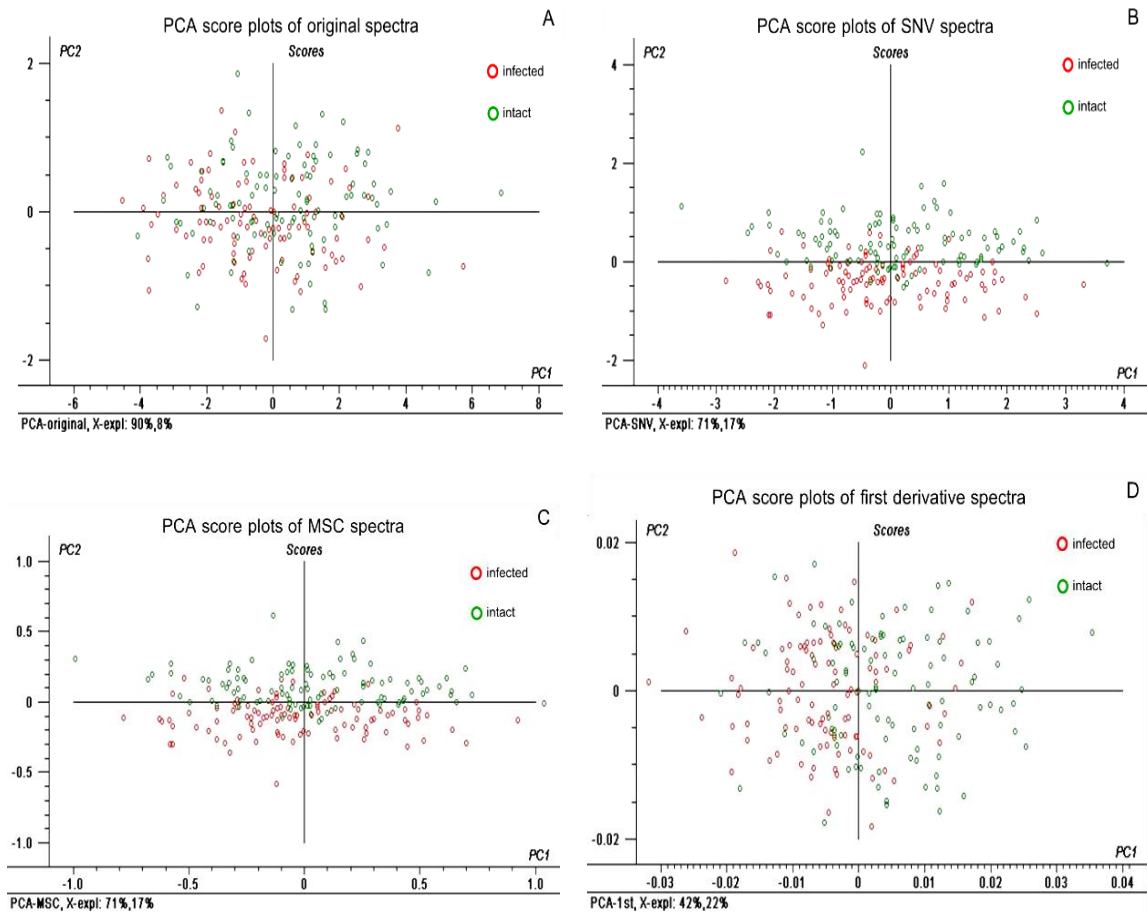 A
PCA score plots of original spectra
PC2
Scores
infected
intact
2
0
-2
PC1
-6 -4 -2 0 2 4 6 8
PCA-original, X-expl: 90%,8%
B
PCA score plots of SNV spectra
PC2
Scores
infected
intact
4
2
0
-2
PC1
-4 -3 -2 -1 0 1 2 3 4
PCA-SNV, X-expl: 71%,17%
C
PCA score plots of MSC spectra
PC2
Scores
infected
intact
1.0
0.5
0
-0.5
-1.0
PC1
-1.0 -0.5 0 0.5 1.0
PCA-MSC, X-expl: 71%,17%
D
PCA score plots of first derivative spectra
PC2
Scores
infected
intact
0.02
0
-0.02
PC1
-0.03 -0.02 -0.01 0 0.01 0.02 0.03 0.04
PCA-1st, X-expl: 42%,22%